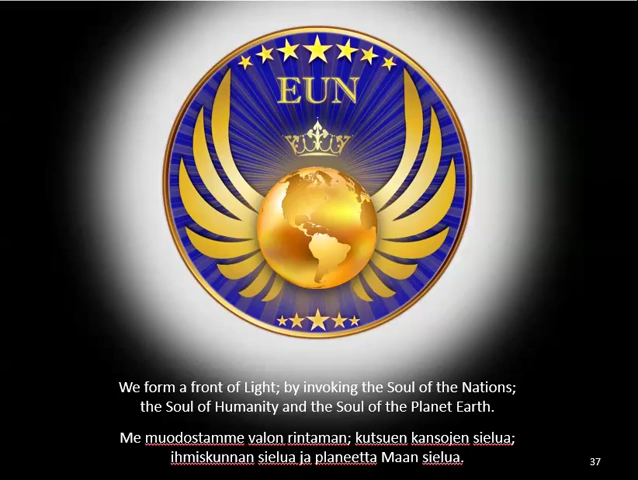 EUN
We form a front of Light; by invoking the Soul of the Nations;
the Soul of Humanity and the Soul of the Planet Earth.
Me muodostamme valon rintaman; kutsuen kansojen sielua;
ihmiskunnan sielua ja planeetta Maan sielua.
37